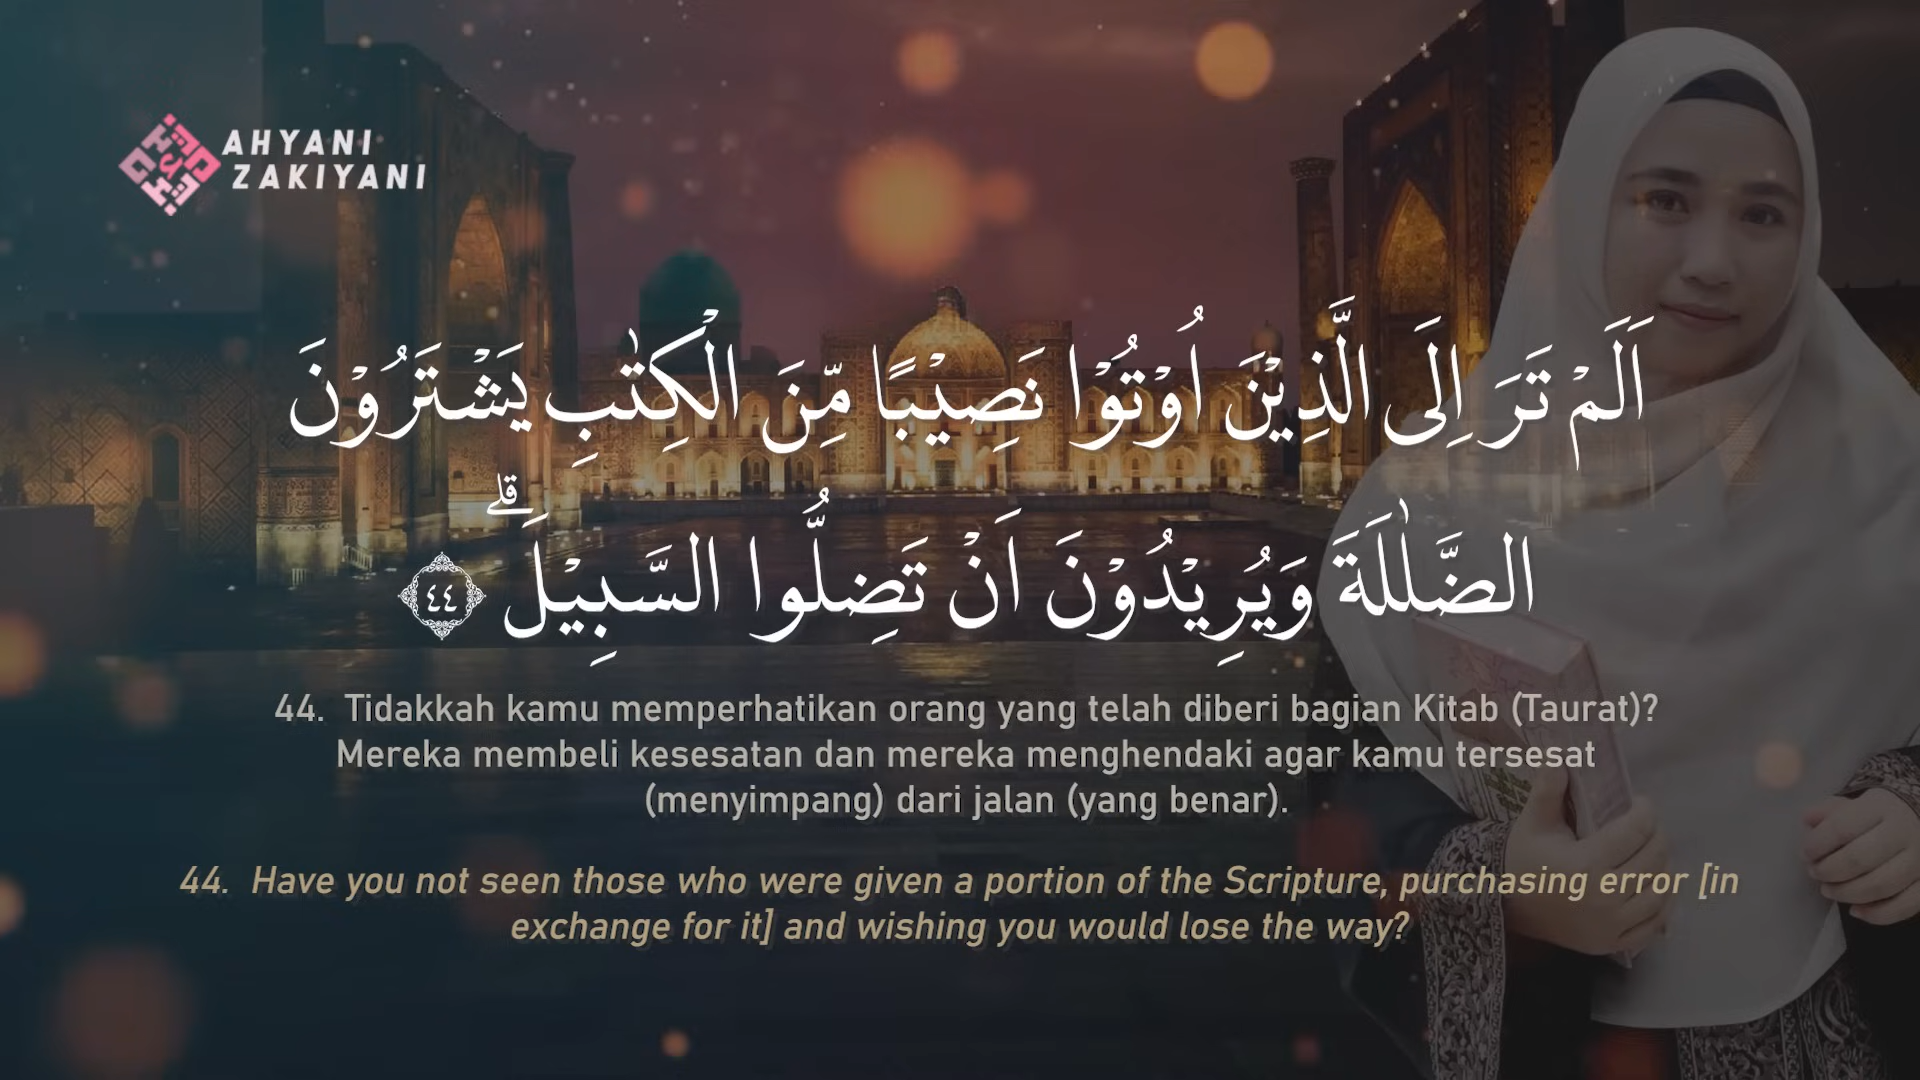 AHYANI
ZAKIYANI
اَلَمْ تَرَ اِلَى الَّذِيْنَ اُوْتُوْا نَصِيْبًا مِّنَ الْكِتٰبِ يَشْتَرُوْنَ
الضَّلٰلَةَ وَيُرِيْدُوْنَ اَنْ تَضِلُّوا السَّبِيْلَۗ ٤٤
44. Tidakkah kamu memperhatikan orang yang telah diberi bagian Kitab (Taurat)?
Mereka membeli kesesatan dan mereka menghendaki agar kamu tersesat
(menyimpang) dari jalan (yang benar).
44. Have you not seen those who were given a portion of the Scripture, purchasing error [in
exchange for it] and wishing you would lose the way?